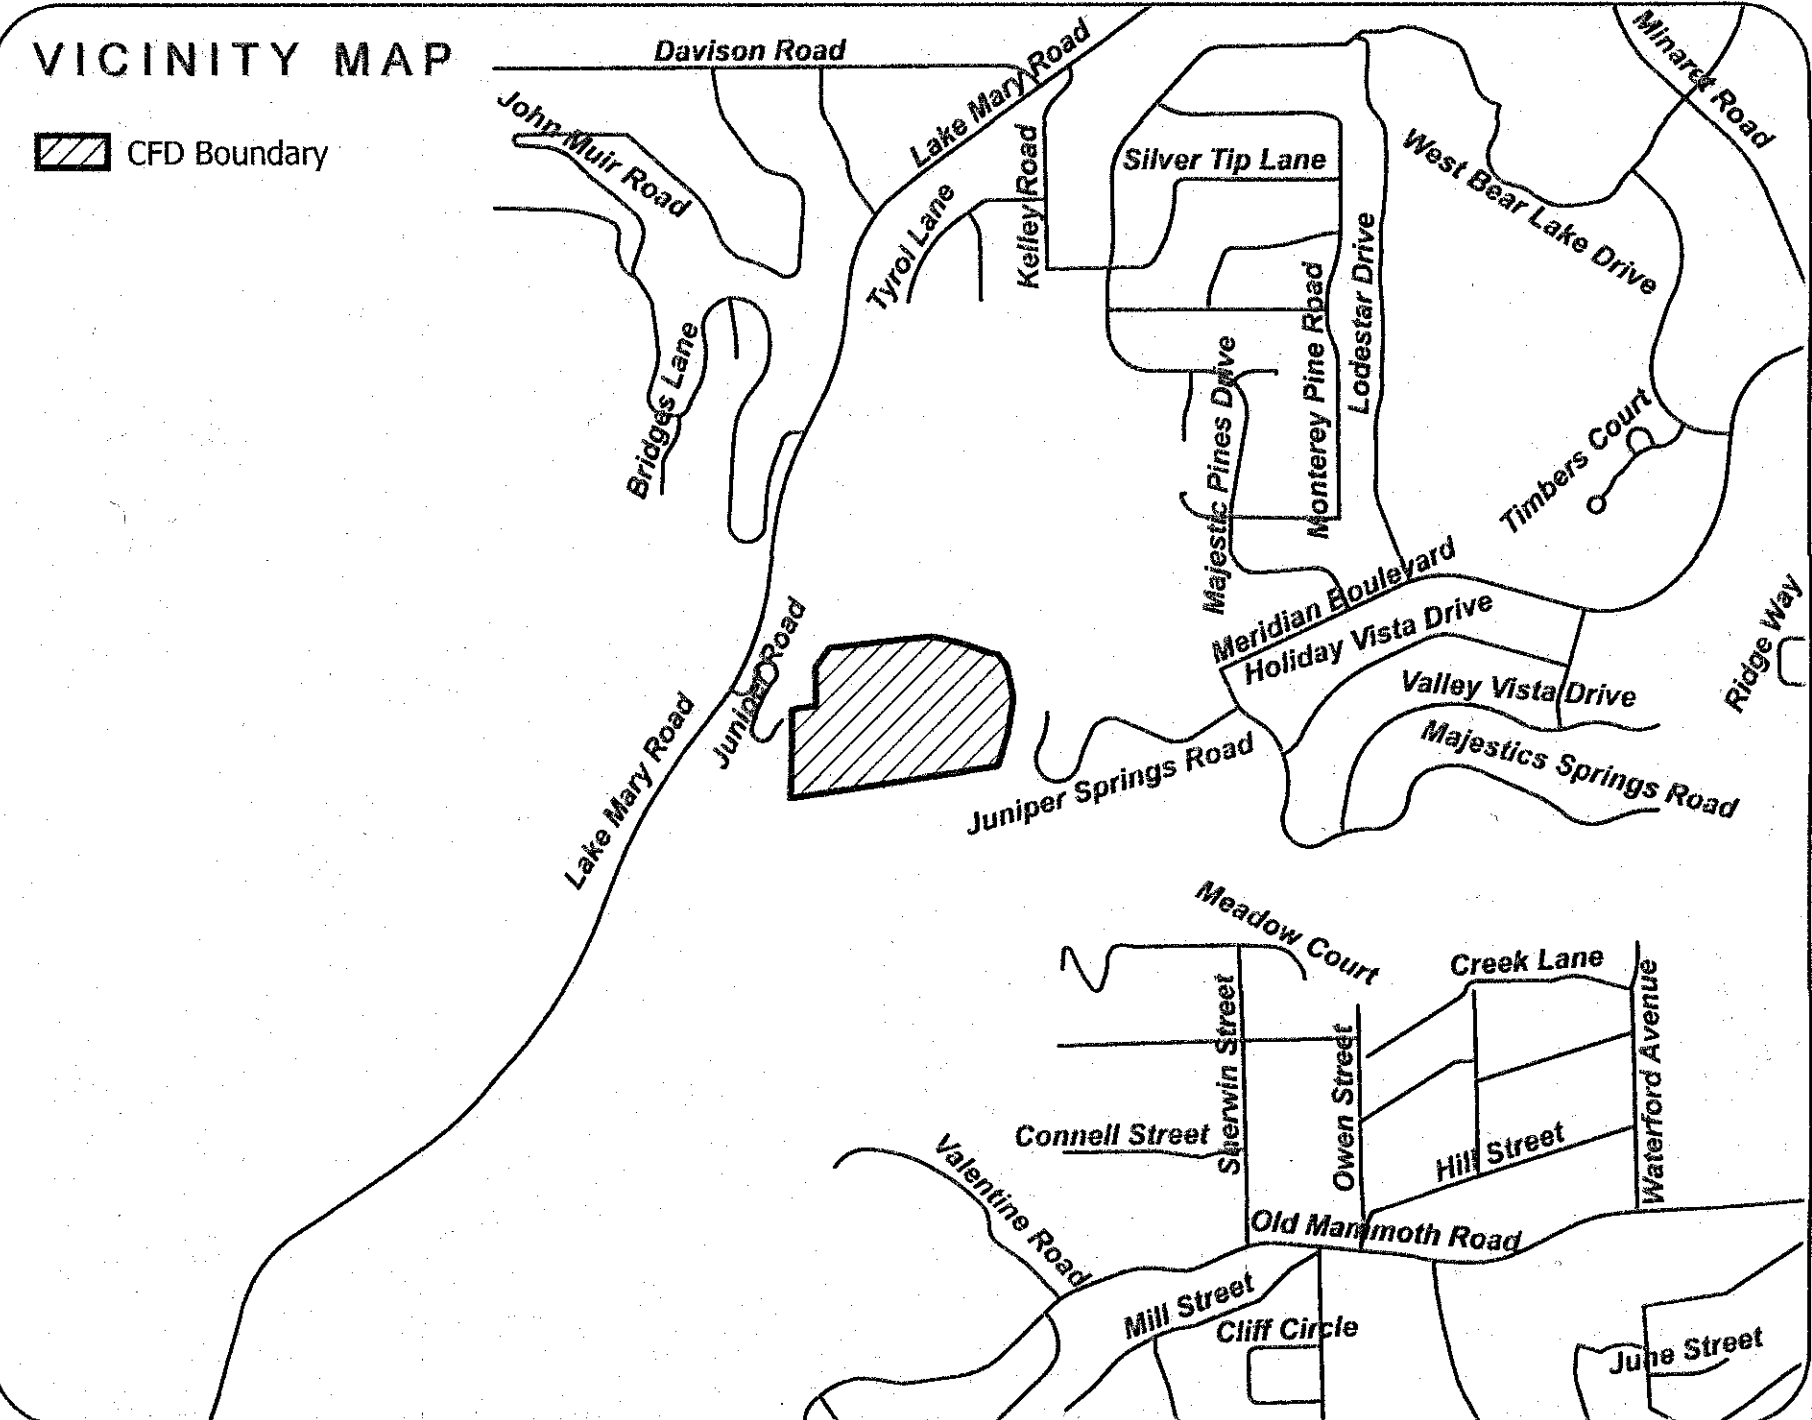 VICINITY MAP
CFD Boundary
Davison Road
Lake Mary Road
Minaret Road
John Muir Road
Silver Tip Lane
West Bear Lake Drive
Tyrol Lane
Kelley Road
Lodestar Drive
Monterey Pine Road
Majestic Pines Drive
Bridges Lane
Timbers Court
Meridian Boulevard
Holiday Vista Drive
Ridge Way
Juniper Road
Valley Vista Drive
Lake Mary Road
Majestics Springs Road
Juniper Springs Road
Meadow Court
Creek Lane
Sherwin Street
Owen Street
Waterford Avenue
Connell Street
Hill Street
Valentine Road
Old Mammoth Road
Mill Street
Cliff Circle
June Street